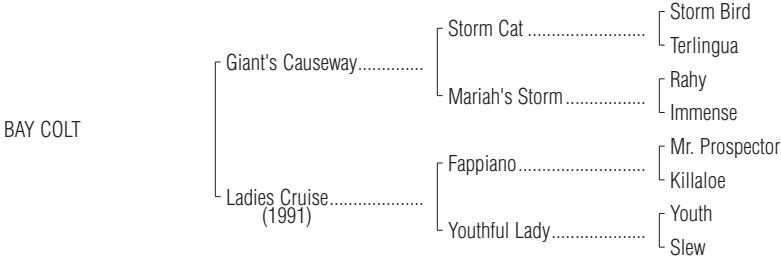 Storm Bird
Storm Cat ........................
Terlingua
Giant's Causeway..............
Rahy
Mariah's Storm .................
Immense
BAY COLT
Mr. Prospector
Fappiano..........................
Killaloe
Ladies Cruise....................
(1991)
Youth
Youthful Lady...................
Slew